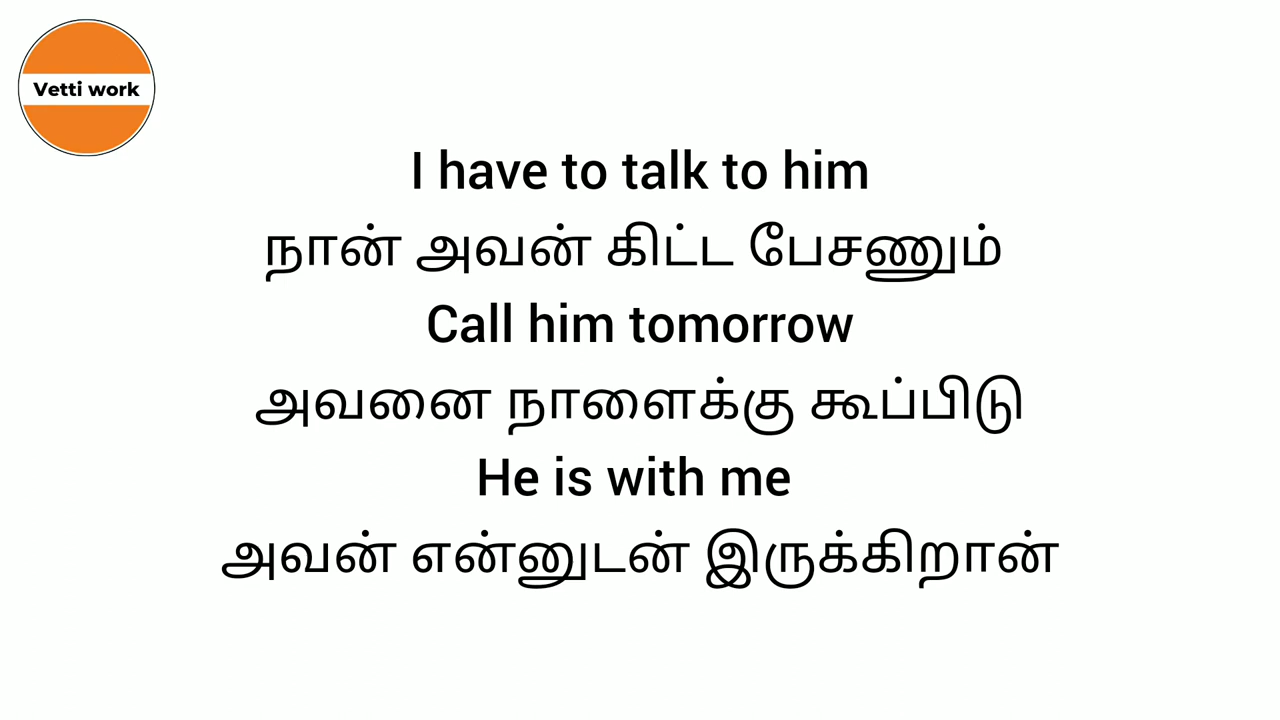 Vetti work
I have to talk to him
நான் அவன் கிட்ட பேசணும்
Call him tomorrow
அவனை நாளைக்கு கூப்பிடு
He is with me
அவன் என்னுடன் இருக்கிறான்